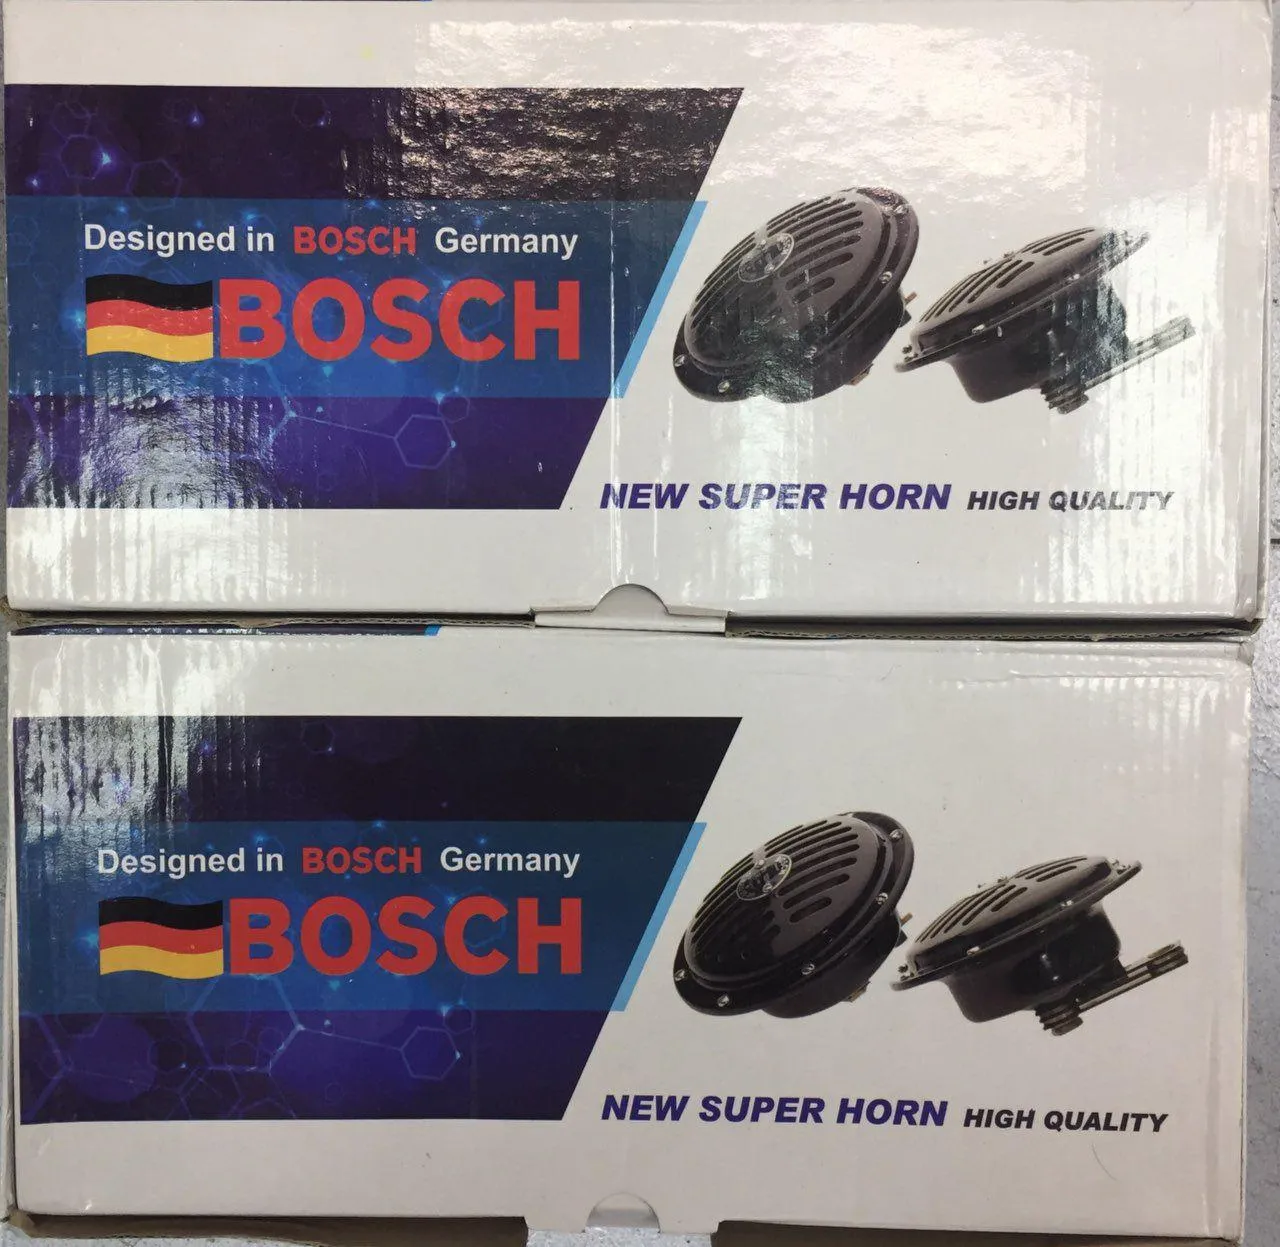 Designed in BOSCH Germany
BOSCH
NEW SUPER HORN HIGH QUALITY
Designed in BOSCH Germany
BOSCH
NEW SUPER HORN HIGH QUALITY